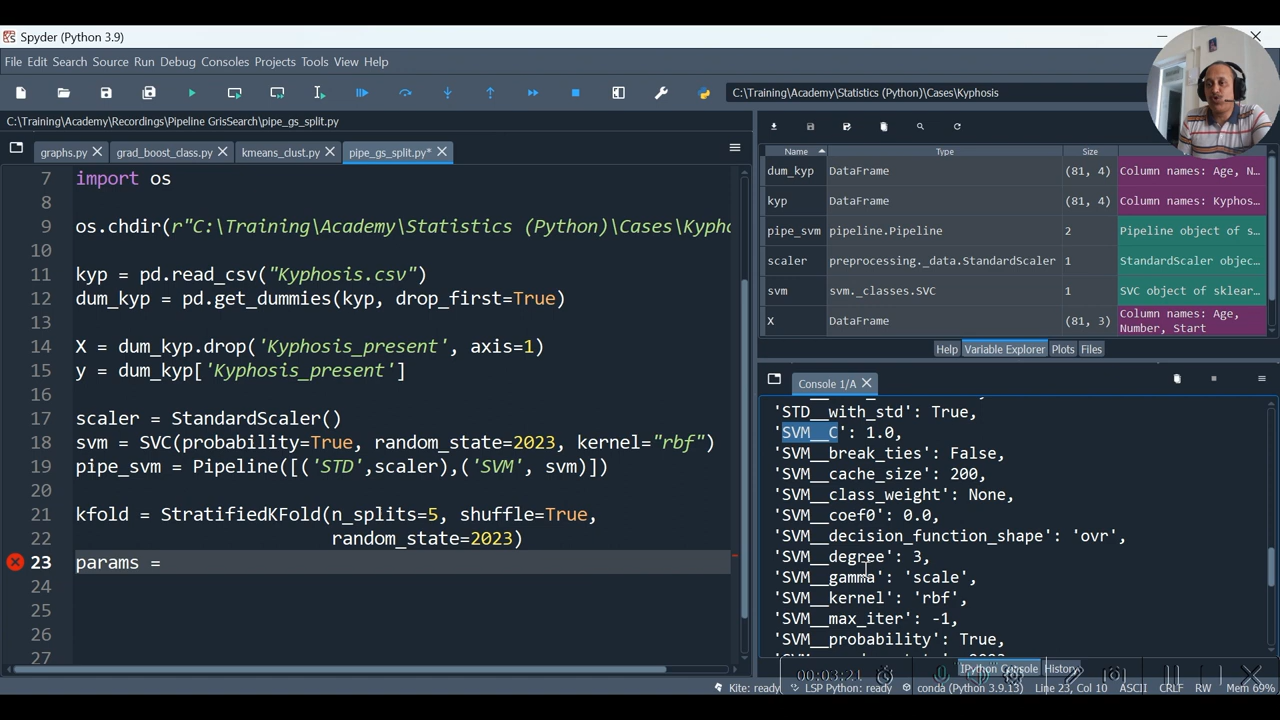 Spyder (Python 3.9)
File Edit Search Source Run Debug Consoles Projects Tools View Help
C:\Training\Academy\Statistics (Python)\Cases\Kyphosis
C:\Training\Academy\Recordings\Pipeline GrisSearch\pipe_gs_split.py
graphs.py grad_boost_class.py kmeans_clust.py pipe_gs_split.py*
7 import os
8
9 os.chdir(r"C:\Training\Academy\Statistics (Python)\Cases\Kypho
10
11 kyp = pd.read_csv("Kyphosis.csv")
12 dum_kyp = pd.get_dummies(kyp, drop_first=True)
13
14 X = dum_kyp.drop('Kyphosis_present', axis=1)
15 y = dum_kyp['Kyphosis_present']
16
17 scaler = StandardScaler()
18 svm = SVC(probability=True, random_state=2023, kernel="rbf")
19 pipe_svm = Pipeline([('STD',scaler),('SVM', svm)])
20
21 kfold = StratifiedKFold(n_splits=5, shuffle=True,
22 random_state=2023)
23 params =
24
25
26
27
Name Type Size
dum_kyp DataFrame (81, 4) Column names: Age, N…
kyp DataFrame (81, 4) Column names: Kyphos…
pipe_svm pipeline.Pipeline 2 Pipeline object of s…
scaler preprocessing._data.StandardScaler 1 StandardScaler objec…
svm svm._classes.SVC 1 SVC object of sklear…
X DataFrame (81, 3) Column names: Age, Number, Start
Help Variable Explorer Plots Files
Console 1/A
'STD__with_std': True,
'SVM__C': 1.0,
'SVM__break_ties': False,
'SVM__cache_size': 200,
'SVM__class_weight': None,
'SVM__coef0': 0.0,
'SVM__decision_function_shape': 'ovr',
'SVM__degree': 3,
'SVM__gamma': 'scale',
'SVM__kernel': 'rbf',
'SVM__max_iter': -1,
'SVM__probability': True,
00:03:21
IPython Console History
Kite: ready LSP Python: ready conda (Python 3.9.13) Line 23, Col 10 ASCII CRLF RW Mem 69%